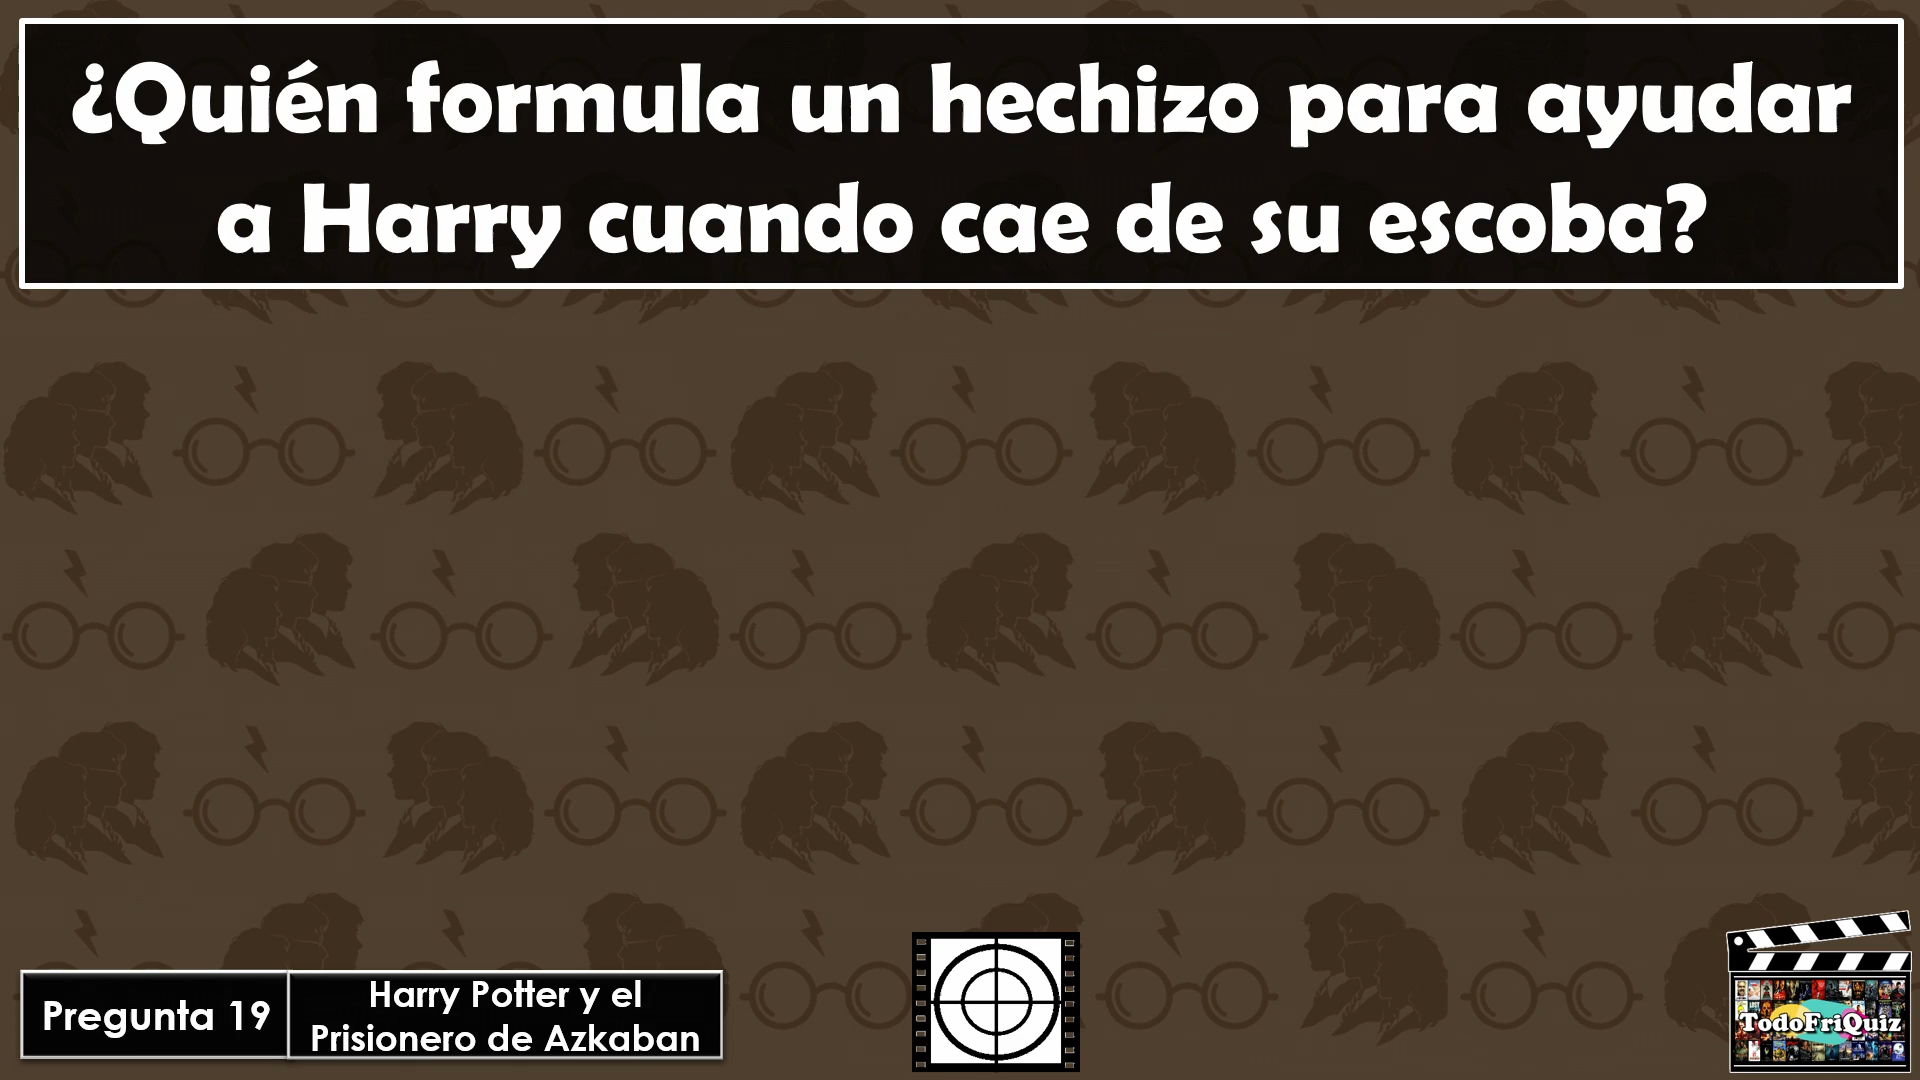 ¿Quién formula un hechizo para ayudar
a Harry cuando cae de su escoba?
Pregunta 19
Harry Potter y el
Prisionero de Azkaban
TodoFriQuiz